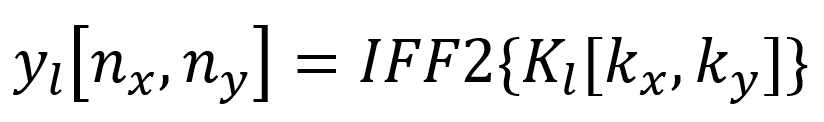 y_l[n_x, n_y] = IFF2{K_l[k_x, k_y]}